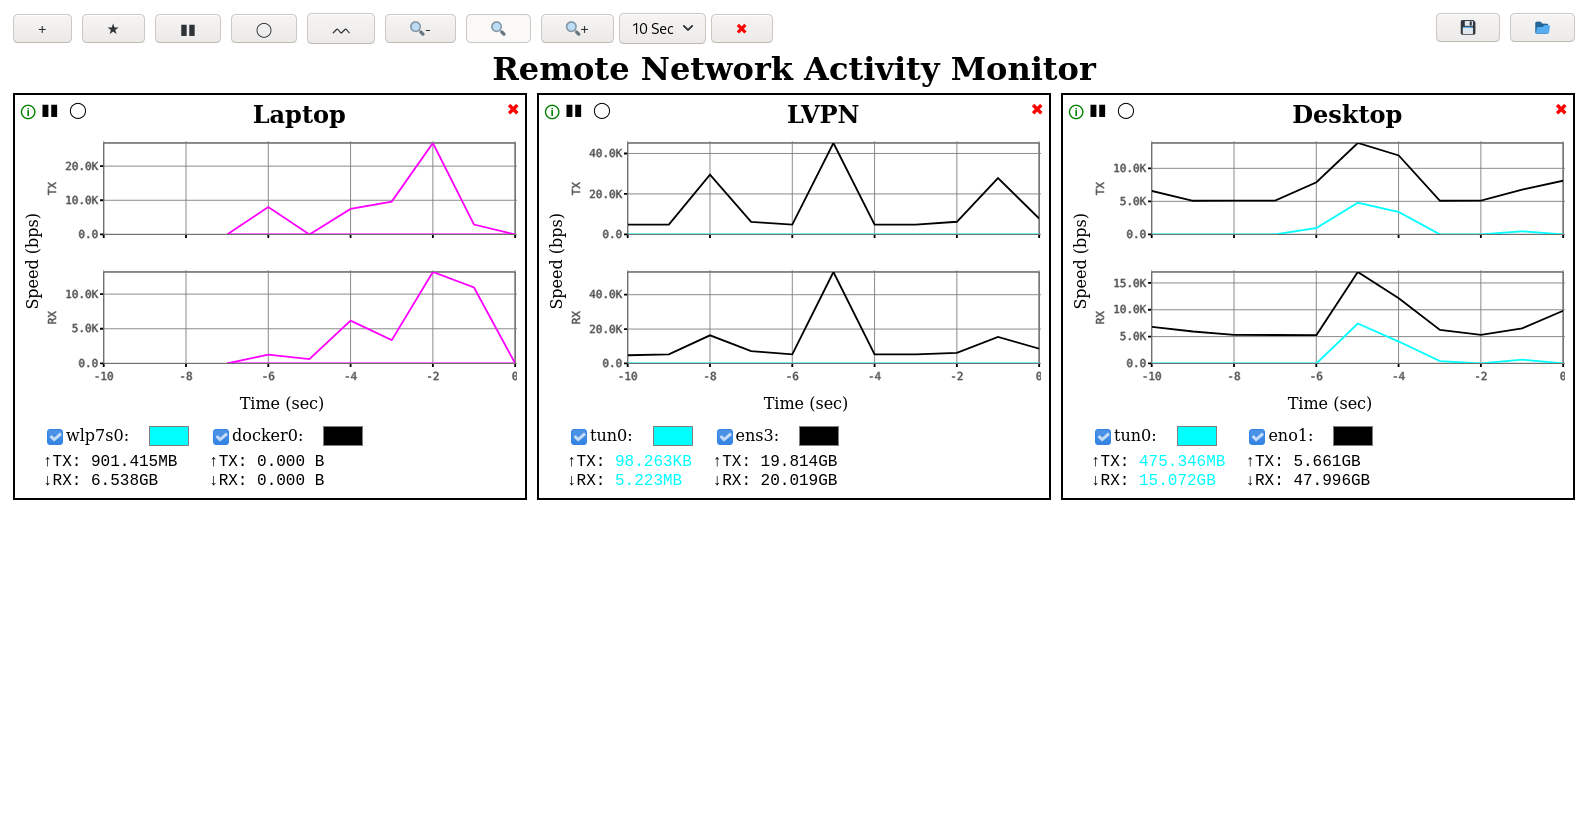 + ★ ▮▮ ◯ 🔍- 🔍 🔍+ 10 Sec ✖
Remote Network Activity Monitor
Laptop
20.0K
TX
10.0K
0.0
Speed (bps)
10.0K
RX
5.0K
0.0
-10 -8 -6 -4 -2 0
Time (sec)
wlp7s0: docker0:
↑TX: 901.415MB ↑TX: 0.000 B
↓RX: 6.538GB ↓RX: 0.000 B
LVPN
40.0K
TX
20.0K
0.0
Speed (bps)
40.0K
RX
20.0K
0.0
-10 -8 -6 -4 -2 0
Time (sec)
tun0: ens3:
↑TX: 98.263KB ↑TX: 19.814GB
↓RX: 5.223MB ↓RX: 20.019GB
Desktop
10.0K
TX
5.0K
0.0
Speed (bps)
15.0K
10.0K
RX
5.0K
0.0
-10 -8 -6 -4 -2 0
Time (sec)
tun0: eno1:
↑TX: 475.346MB ↑TX: 5.661GB
↓RX: 15.072GB ↓RX: 47.996GB